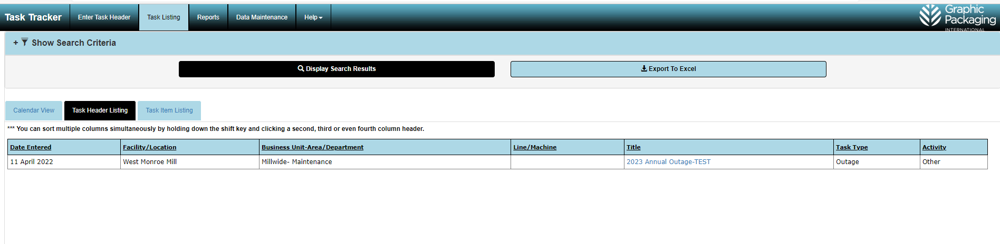 Task Tracker Enter Task Header Task Listing Reports Data Maintenance Help
Graphic
Packaging
INTERNATIONAL
+ Show Search Criteria
Display Search Results Export To Excel
Calendar View Task Header Listing Task Item Listing
*** You can sort multiple columns simultaneously by holding down the shift key and clicking a second, third or even fourth column header.
Date Entered Facility/Location Business Unit-Area/Department Line/Machine Title Task Type Activity
11 April 2022 West Monroe Mill Millwide- Maintenance 2023 Annual Outage-TEST Outage Other